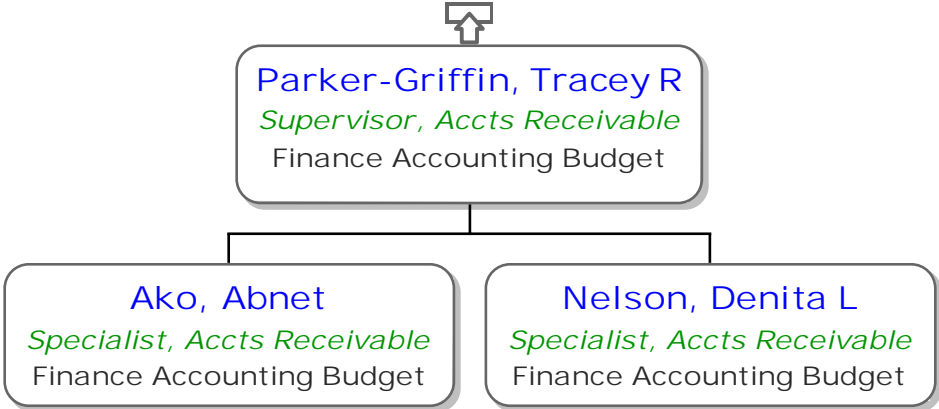 Parker-Griffin, Tracey R
Supervisor, Accts Receivable
Finance Accounting Budget
Ako, Abnet
Specialist, Accts Receivable
Finance Accounting Budget
Nelson, Denita L
Specialist, Accts Receivable
Finance Accounting Budget